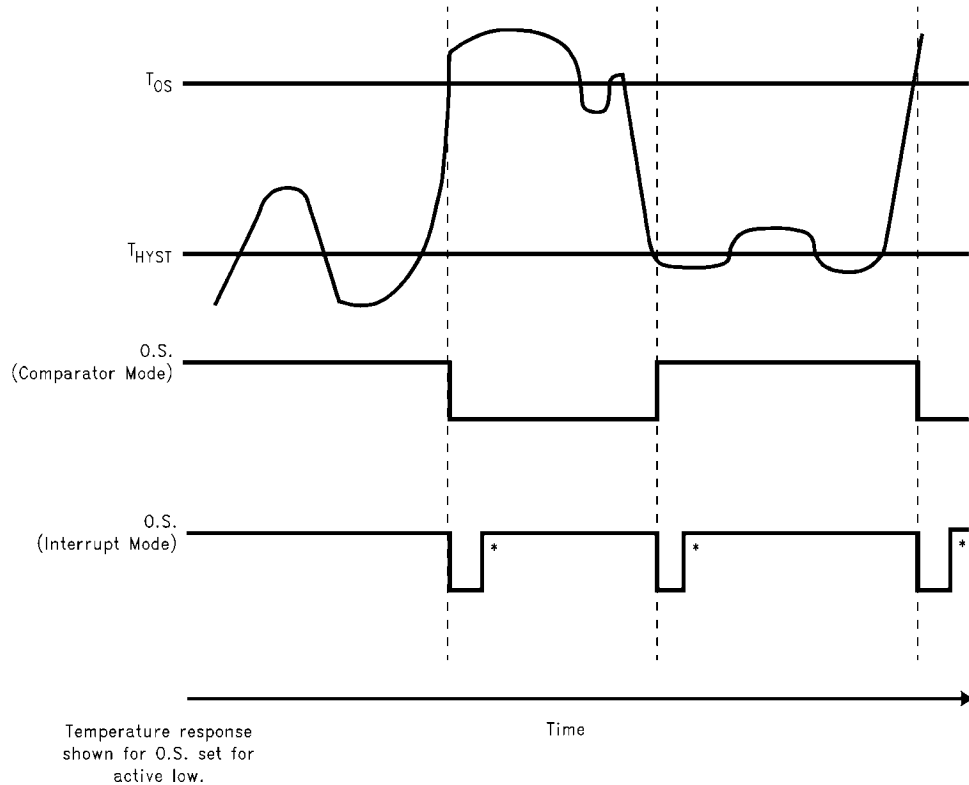 T_OS
T_HYST
O.S.
(Comparator Mode)
O.S.
(Interrupt Mode)
* * *
Time
Temperature response
shown for O.S. set for
active low.